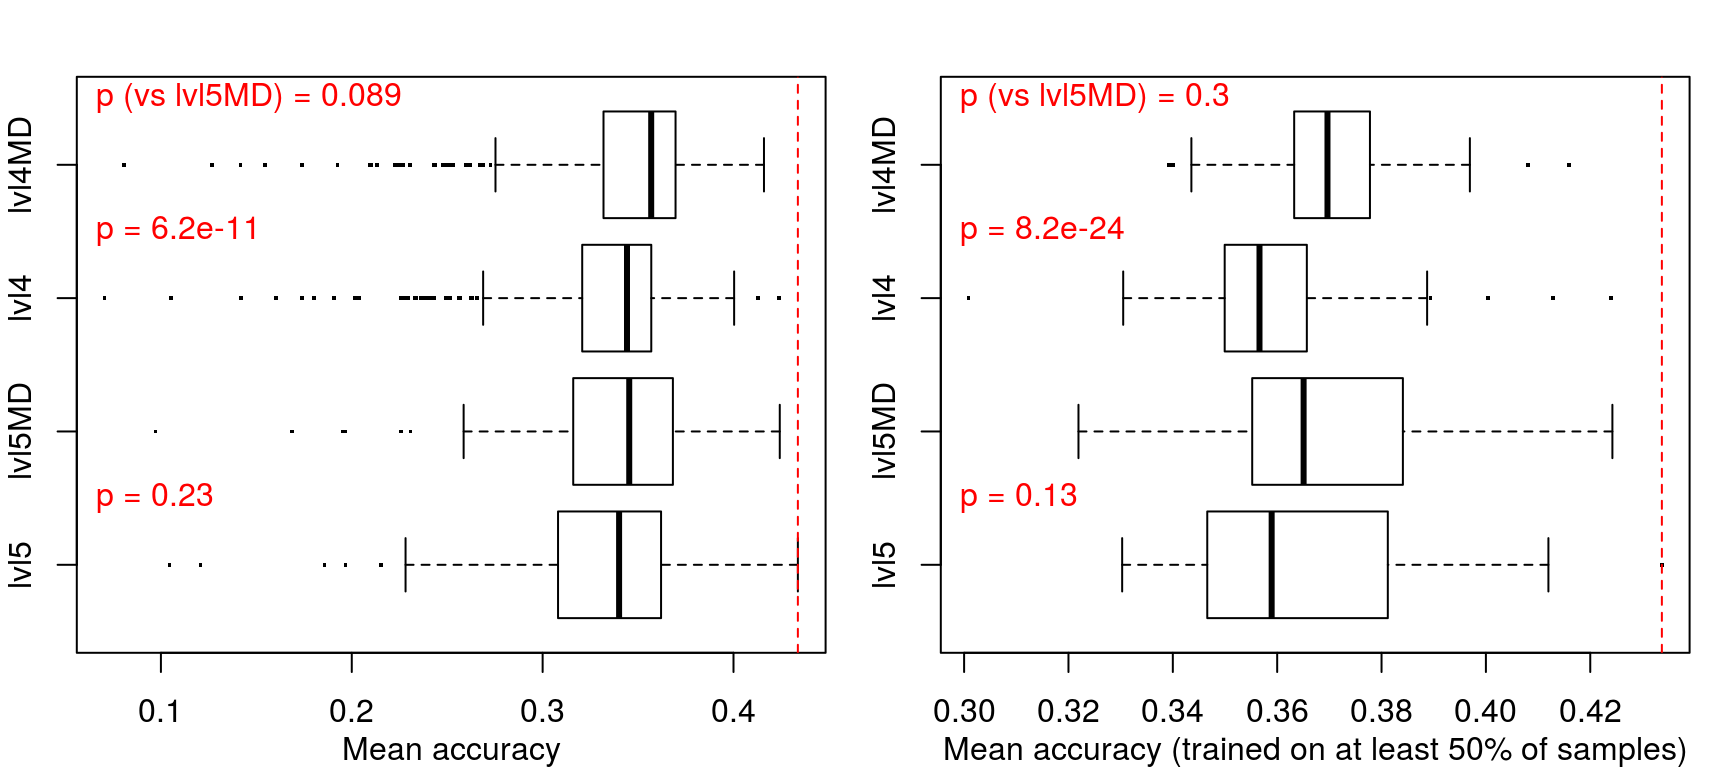 p (vs lvl5MD) = 0.089
lvl4MD
p = 6.2e-11
lvl4
lvl5MD
p = 0.23
lvl5
0.1 0.2 0.3 0.4
Mean accuracy
p (vs lvl5MD) = 0.3
lvl4MD
p = 8.2e-24
lvl4
lvl5MD
p = 0.13
lvl5
0.30 0.32 0.34 0.36 0.38 0.40 0.42
Mean accuracy (trained on at least 50% of samples)